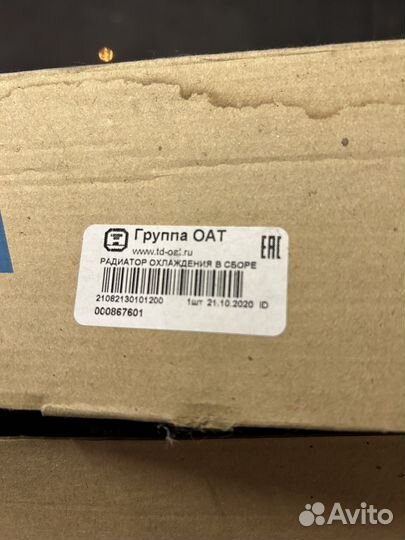 Группа ОАТ
www.td-oat.ru
EAC
РАДИАТОР ОХЛАЖДЕНИЯ В СБОРЕ
21082130101200 1шт 21.10.2020 ID
000867601
Avito